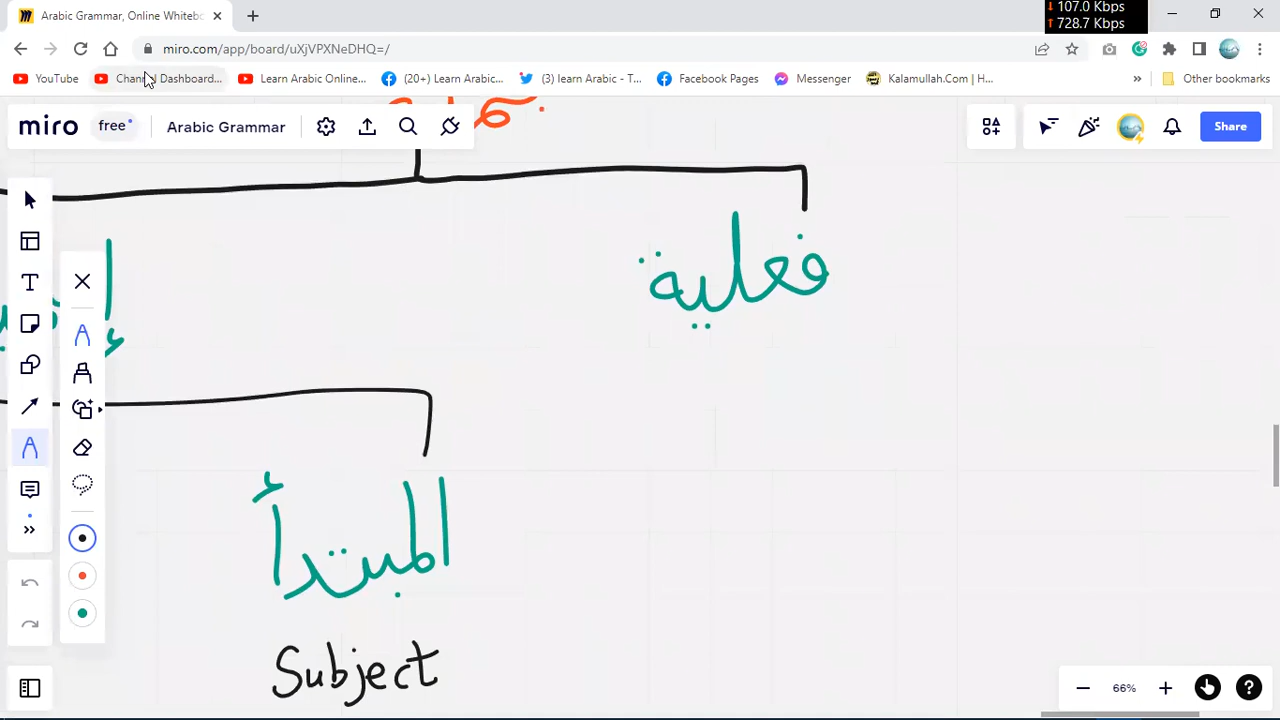 Arabic Grammar, Online Whitebo
107.0 Kbps
728.7 Kbps
miro.com/app/board/uXjVPXNeDHQ=/
YouTube
Channel Dashboard...
Learn Arabic Online...
(20+) Learn Arabic...
(3) learn Arabic - T...
Facebook Pages
Messenger
Kalamullah.Com | H...
»
Other bookmarks
miro
free
Arabic Grammar
Share
فعلية
المبتدأ
Subject
66%